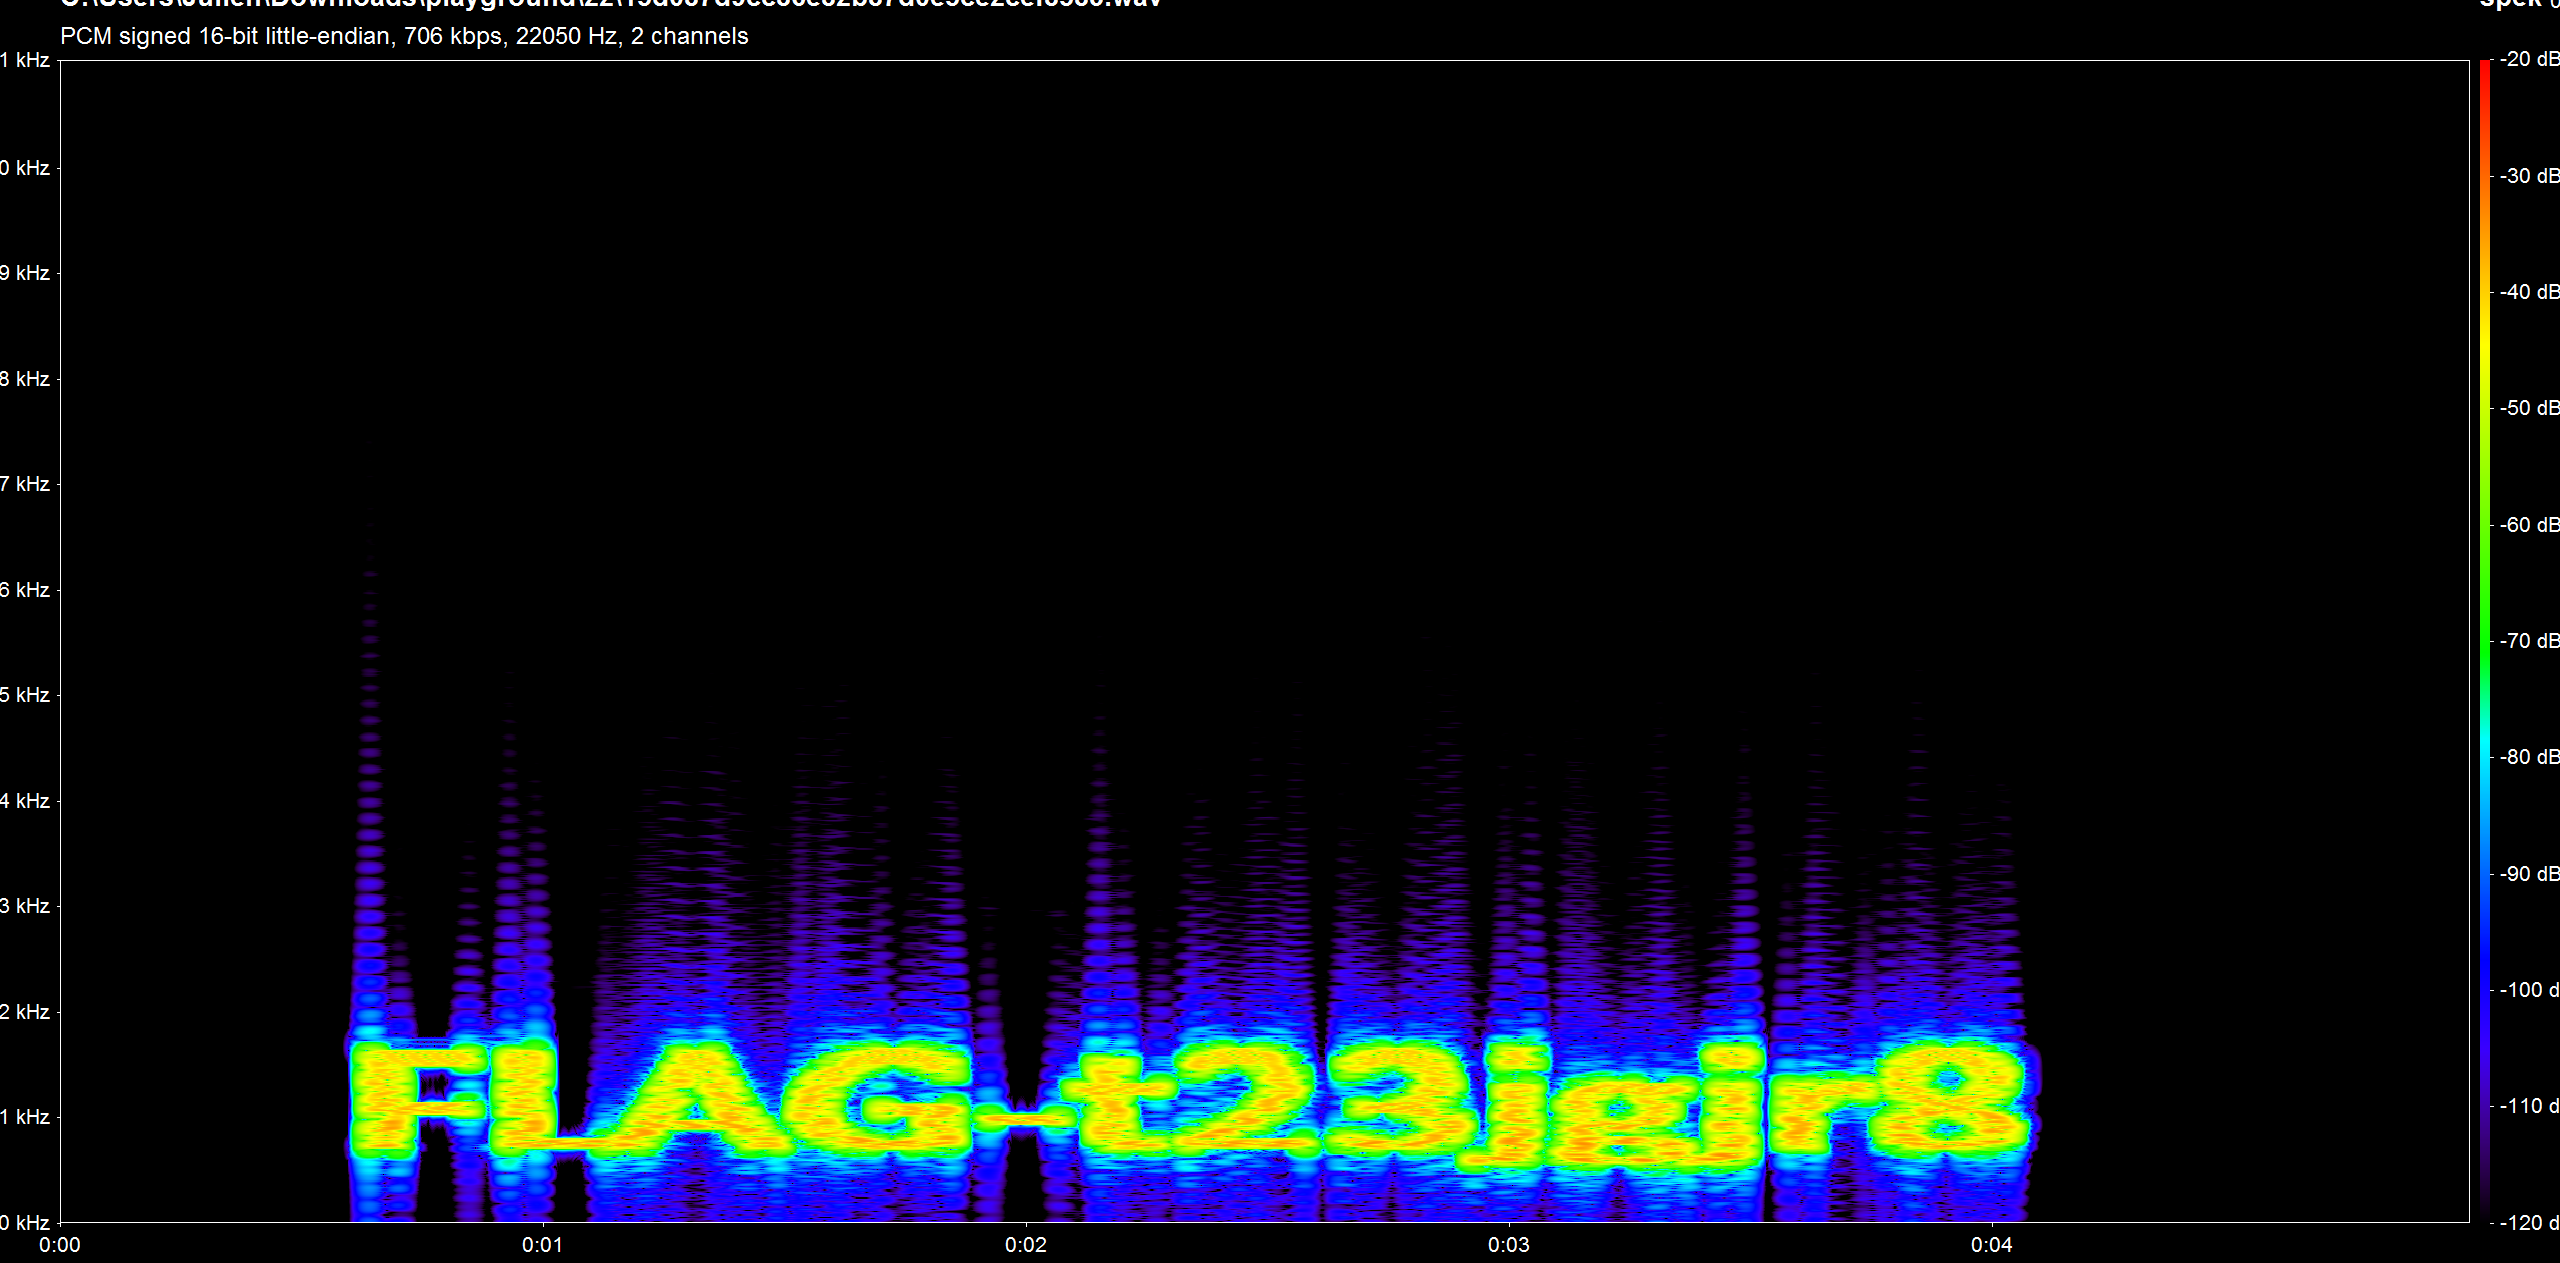 PCM signed 16-bit little-endian, 706 kbps, 22050 Hz, 2 channels
1 kHz
0 kHz
9 kHz
8 kHz
7 kHz
6 kHz
5 kHz
4 kHz
3 kHz
2 kHz
1 kHz
0 kHz
FLAG-t23jejr8
0:00 0:01 0:02 0:03 0:04
spek
-20 dB
-30 dB
-40 dB
-50 dB
-60 dB
-70 dB
-80 dB
-90 dB
-100 d
-110 d
-120 d